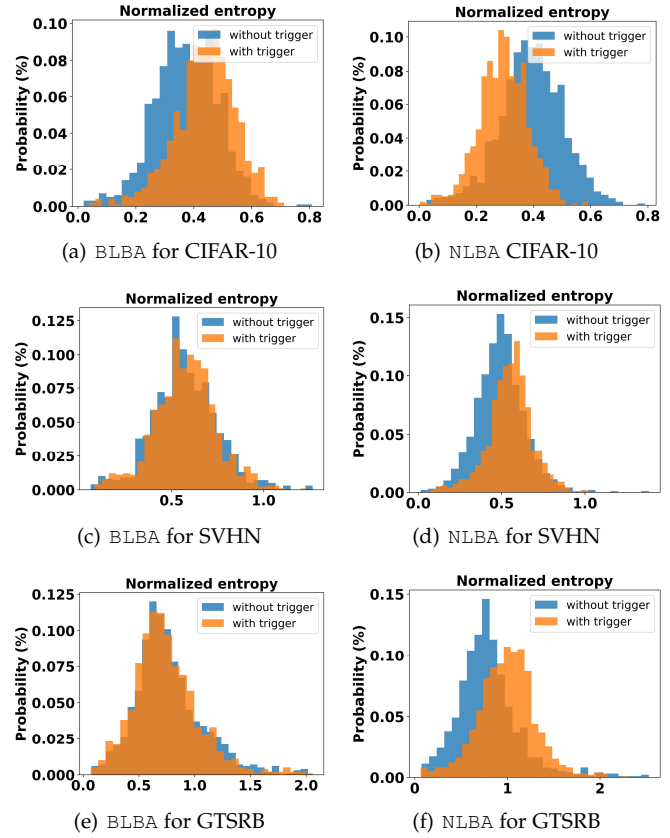 Normalized entropy
0.10
0.08
0.06
0.04
0.02
0.00
Probability (%)
without trigger
with trigger
0.0 0.2 0.4 0.6 0.8
(a) BLBA for CIFAR-10
Normalized entropy
0.10
0.08
0.06
0.04
0.02
0.00
Probability (%)
without trigger
with trigger
0.0 0.2 0.4 0.6 0.8
(b) NLBA CIFAR-10
Normalized entropy
0.125
0.100
0.075
0.050
0.025
0.000
Probability (%)
without trigger
with trigger
0.5 1.0
(c) BLBA for SVHN
Normalized entropy
0.15
0.10
0.05
0.00
Probability (%)
without trigger
with trigger
0.0 0.5 1.0
(d) NLBA for SVHN
Normalized entropy
0.125
0.100
0.075
0.050
0.025
0.000
Probability (%)
without trigger
with trigger
0.0 0.5 1.0 1.5 2.0
(e) BLBA for GTSRB
Normalized entropy
0.15
0.10
0.05
0.00
Probability (%)
without trigger
with trigger
0 1 2
(f) NLBA for GTSRB